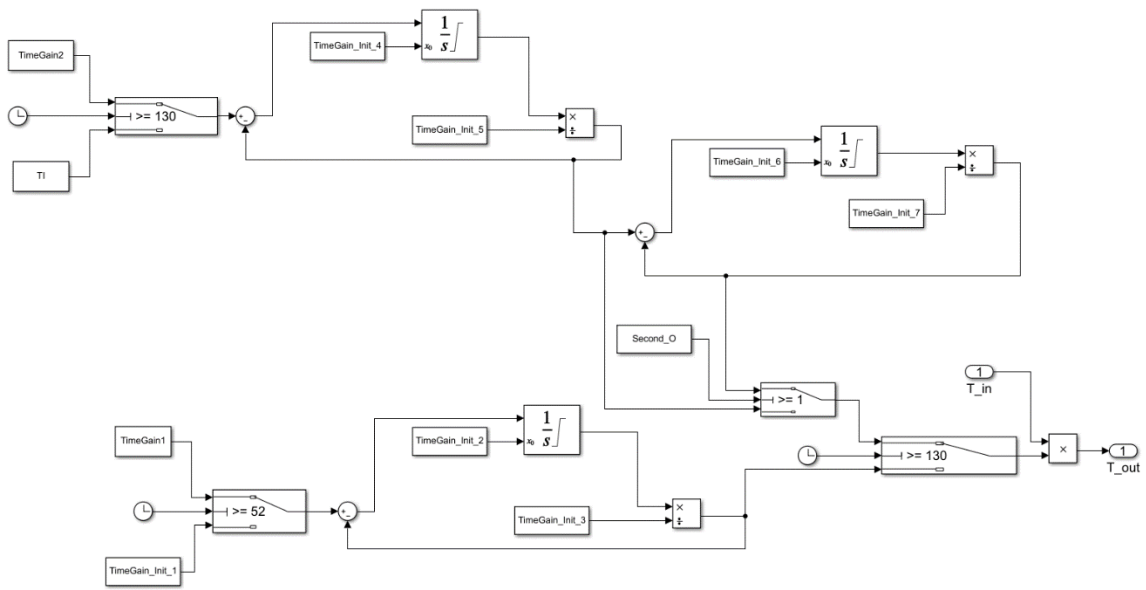 TimeGain2
>= 130
TI
+
−
TimeGain_Init_4
x₀
1
s
TimeGain_Init_5
×
÷
TimeGain_Init_6
x₀
1
s
×
÷
TimeGain_Init_7
+
−
Second_O
>= 1
1
T_in
>= 130
×
1
T_out
TimeGain1
>= 52
TimeGain_Init_1
+
−
TimeGain_Init_2
x₀
1
s
TimeGain_Init_3
×
÷